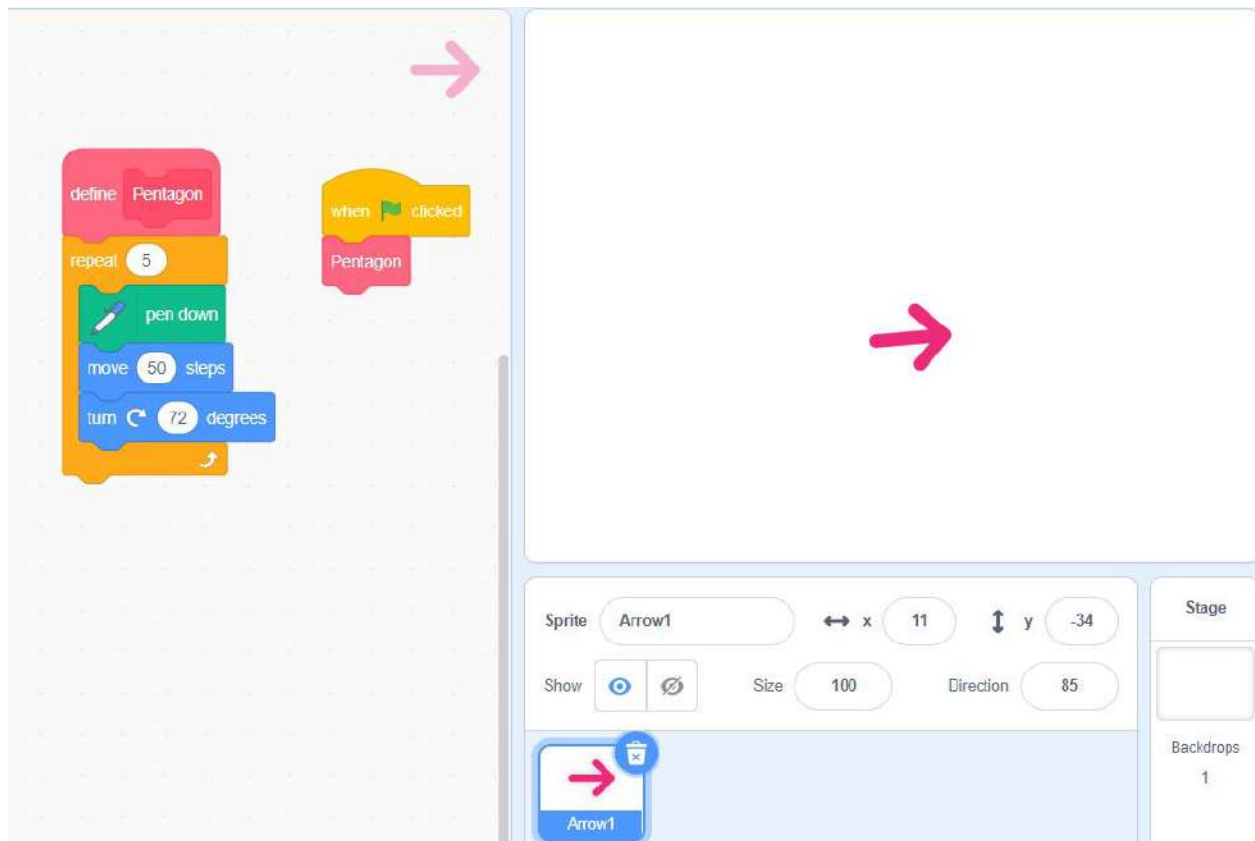 define Pentagon
repeat 5
pen down
move 50 steps
turn 72 degrees
when clicked
Pentagon
Sprite Arrow1 x 11 y -34
Show Size 100 Direction 85
Arrow1
Stage
Backdrops
1